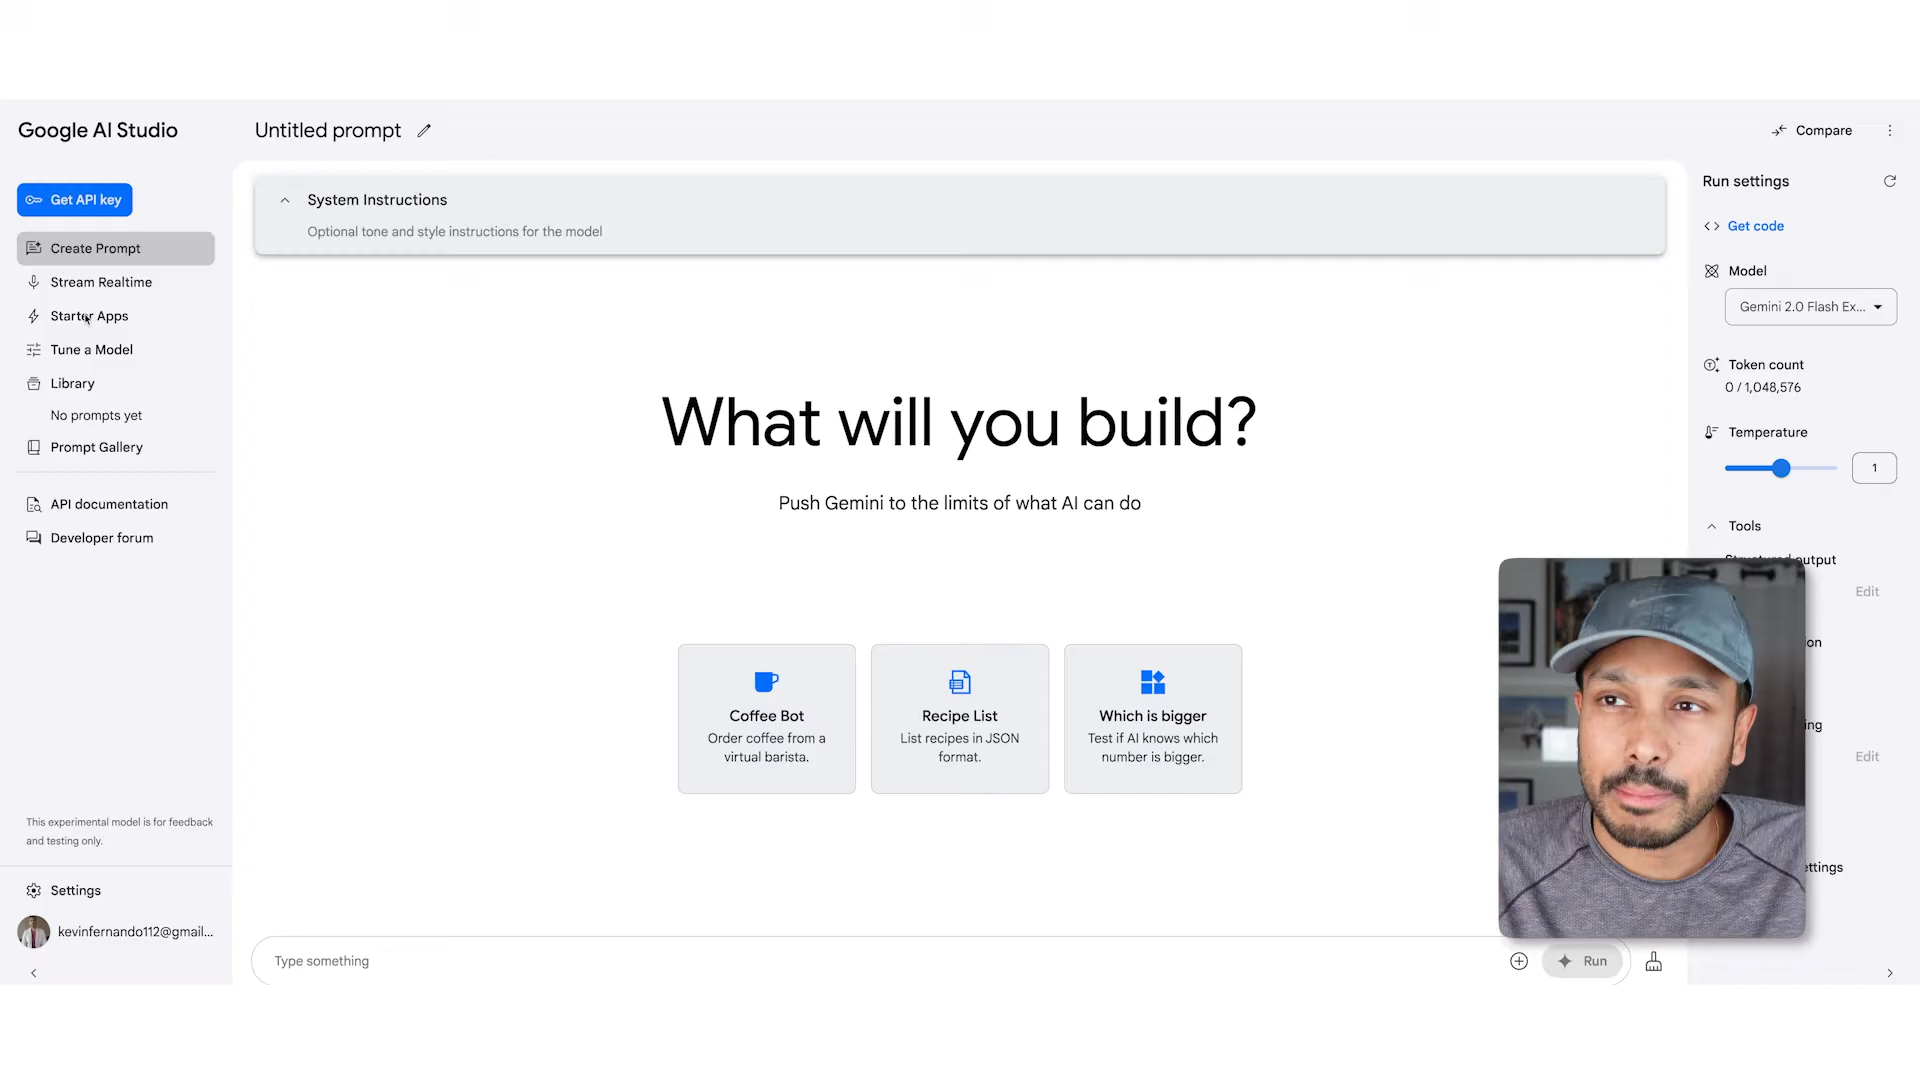 Google AI Studio
Untitled prompt
Compare
Get API key
Create Prompt
Stream Realtime
Starter Apps
Tune a Model
Library
No prompts yet
Prompt Gallery
API documentation
Developer forum
This experimental model is for feedback
and testing only.
Settings
kevinfernando112@gmail...
System Instructions
Optional tone and style instructions for the model
What will you build?
Push Gemini to the limits of what AI can do
Coffee Bot
Order coffee from a
virtual barista.
Recipe List
List recipes in JSON
format.
Which is bigger
Test if AI knows which
number is bigger.
Type something
Run
Run settings
Get code
Model
Gemini 2.0 Flash Ex...
Token count
0 / 1,048,576
Temperature
1
Tools
Structured output
Edit
Edit